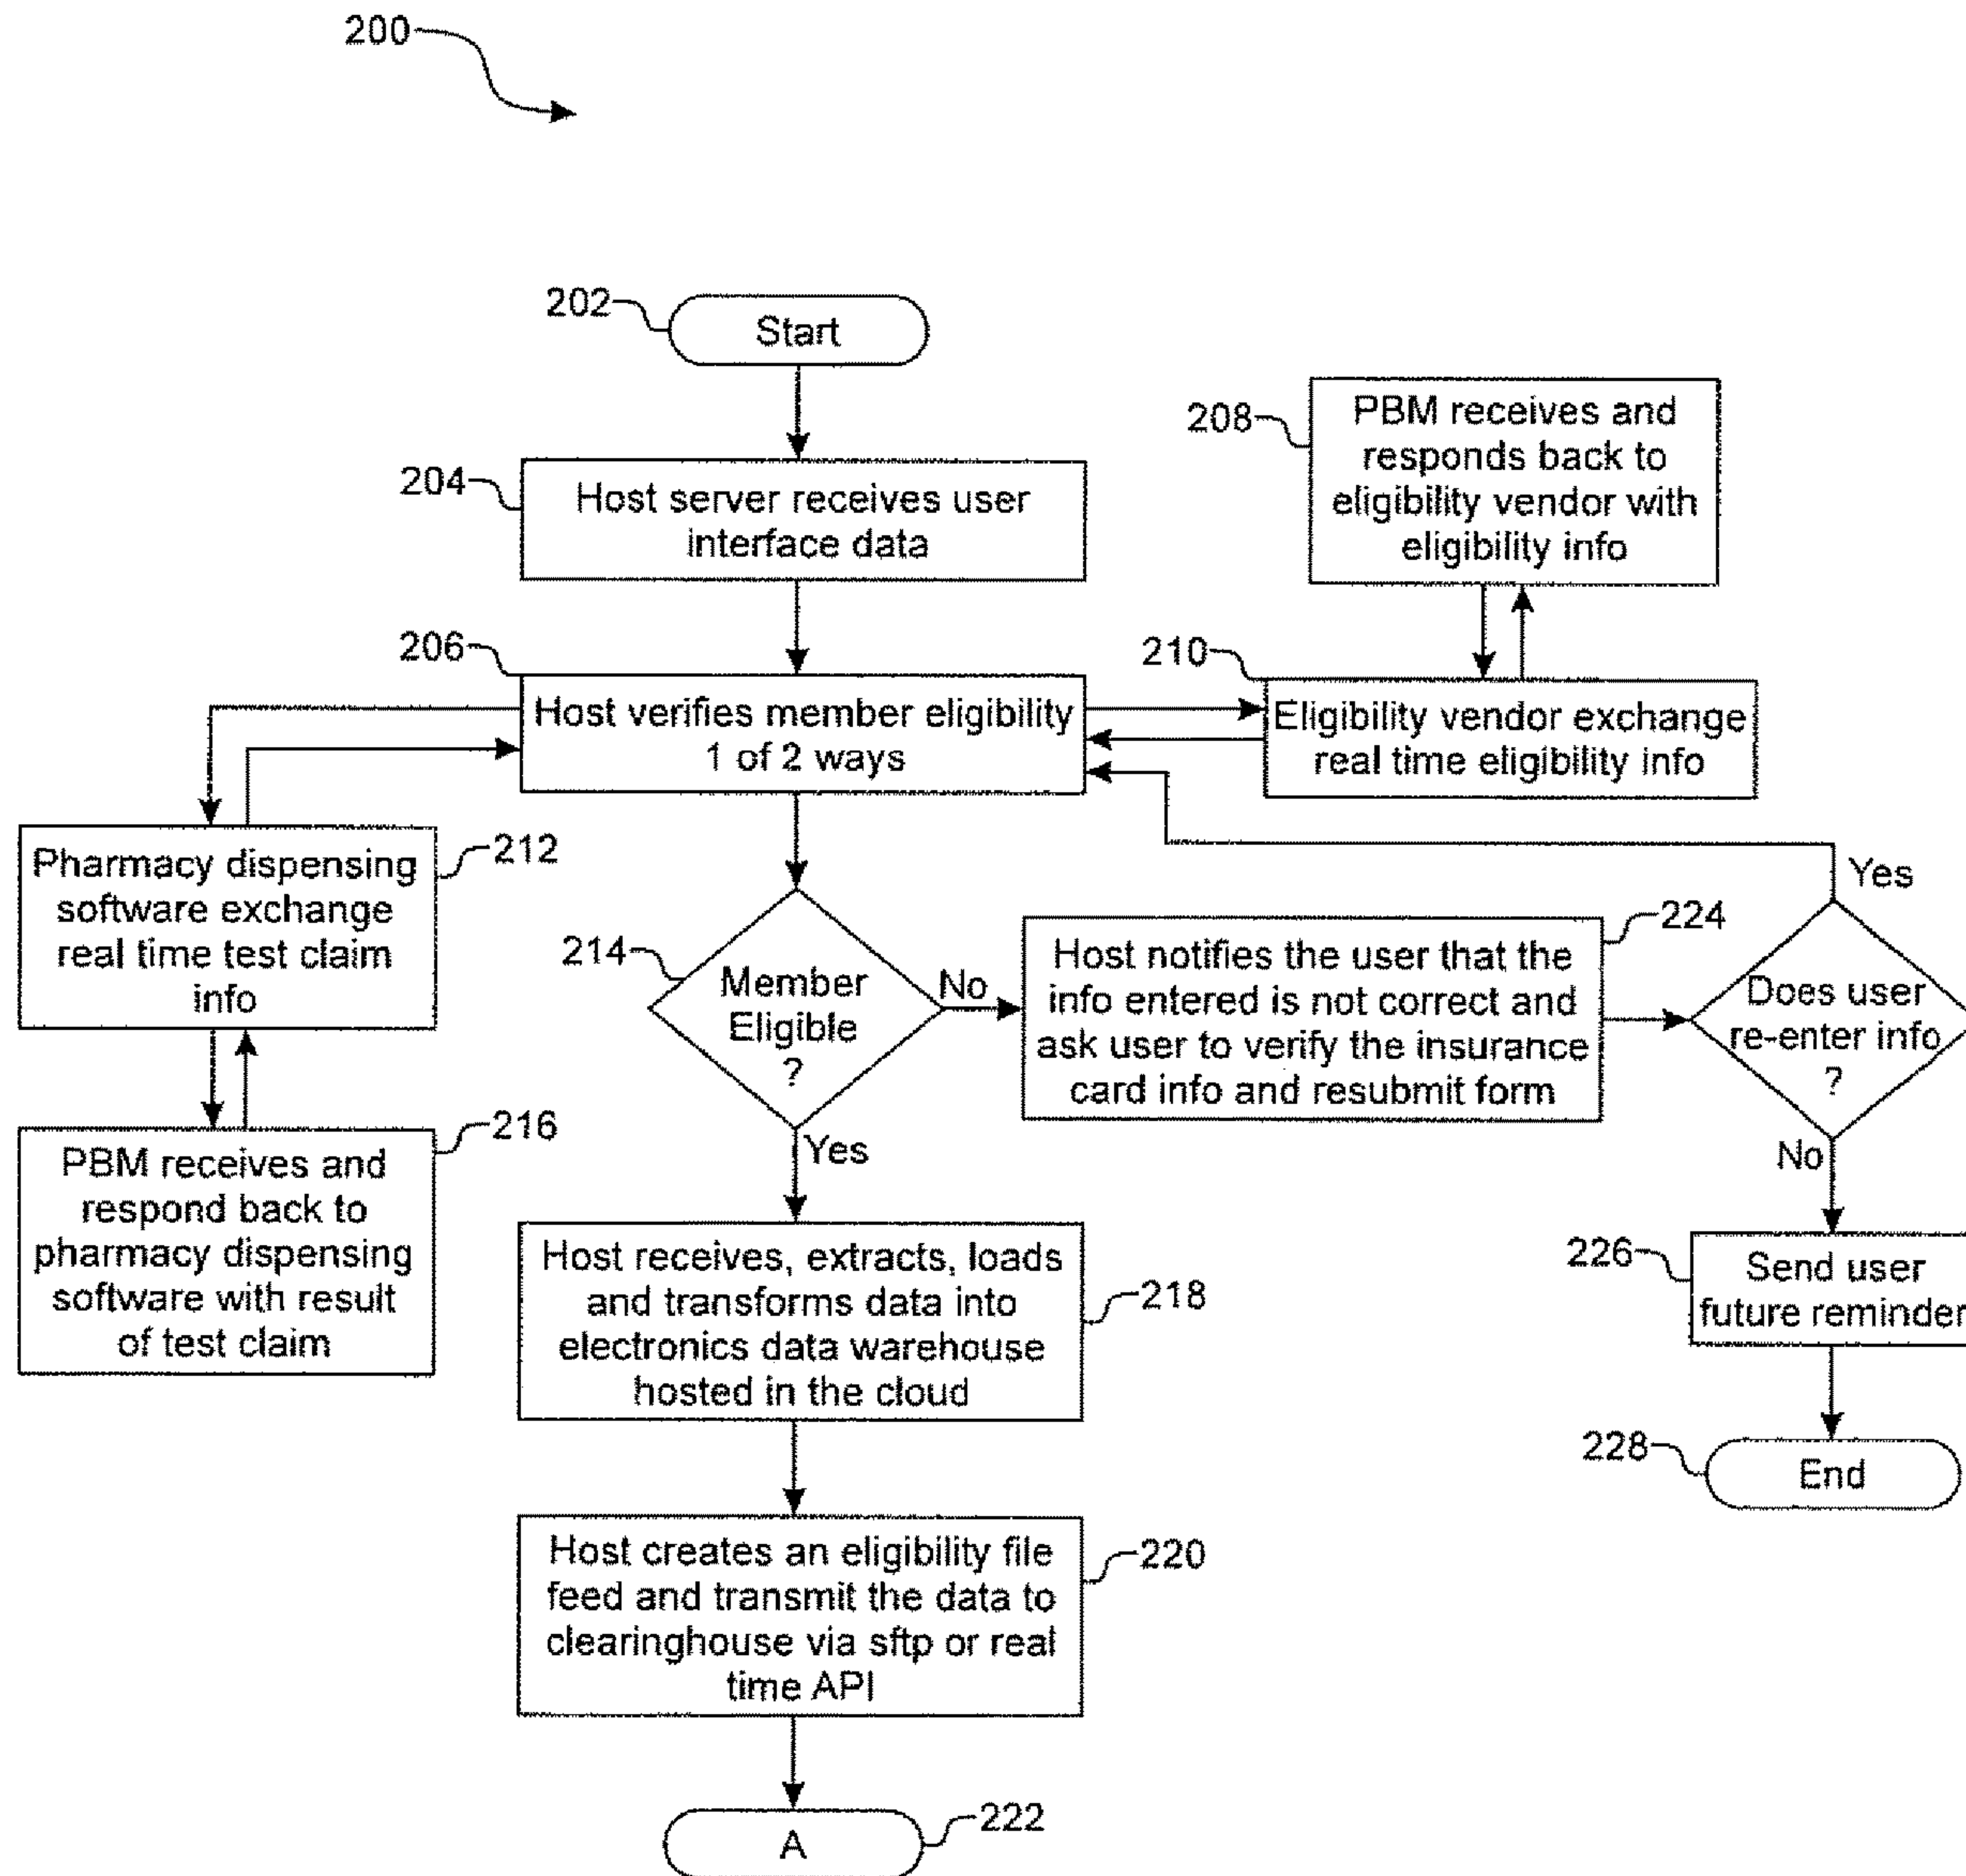 200
202
Start
204
Host server receives user
interface data
208
PBM receives and
responds back to
eligibility vendor with
eligibility info
206
Host verifies member eligibility
1 of 2 ways
210
Eligibility vendor exchange
real time eligibility info
212
Pharmacy dispensing
software exchange
real time test claim
info
214
Member
Eligible
?
No
Yes
224
Host notifies the user that the
info entered is not correct and
ask user to verify the insurance
card info and resubmit form
Yes
Does user
re-enter info
?
No
216
PBM receives and
respond back to
pharmacy dispensing
software with result
of test claim
218
Host receives, extracts, loads
and transforms data into
electronics data warehouse
hosted in the cloud
226
Send user
future reminder
228
End
220
Host creates an eligibility file
feed and transmit the data to
clearinghouse via sftp or real
time API
A
222